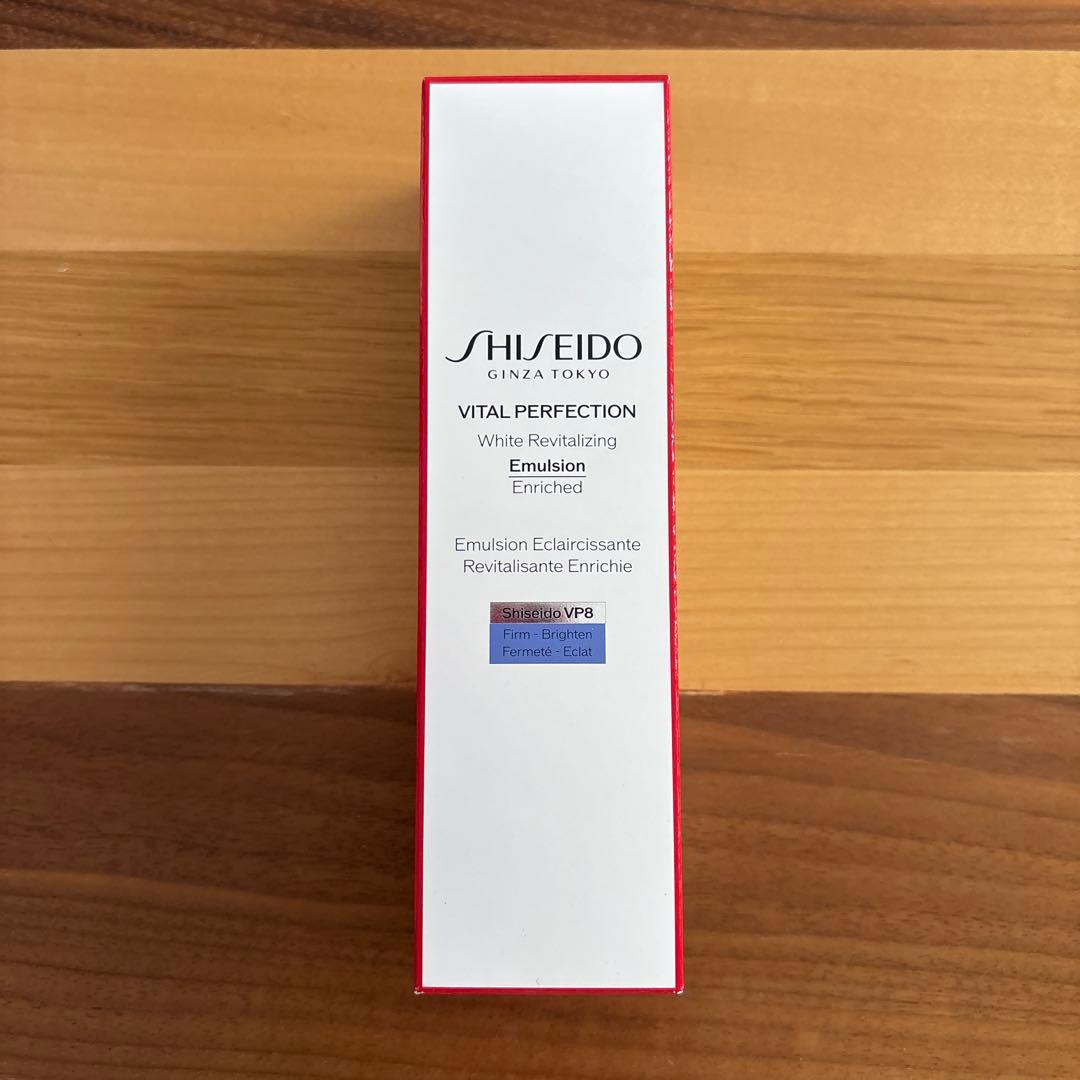 SHISEIDO
GINZA TOKYO
VITAL PERFECTION
White Revitalizing
Emulsion
Enriched
Emulsion Eclaircissante
Revitalisante Enrichie
Shiseido VP8
Firm - Brighten
Fermeté - Eclat